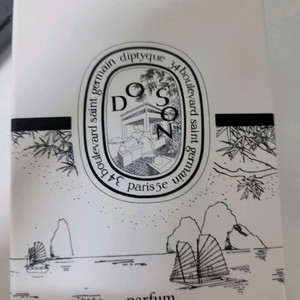 34 boulevard saint germain diptyque 34 boulevard saint germain
DO
SON
paris5e
parfum